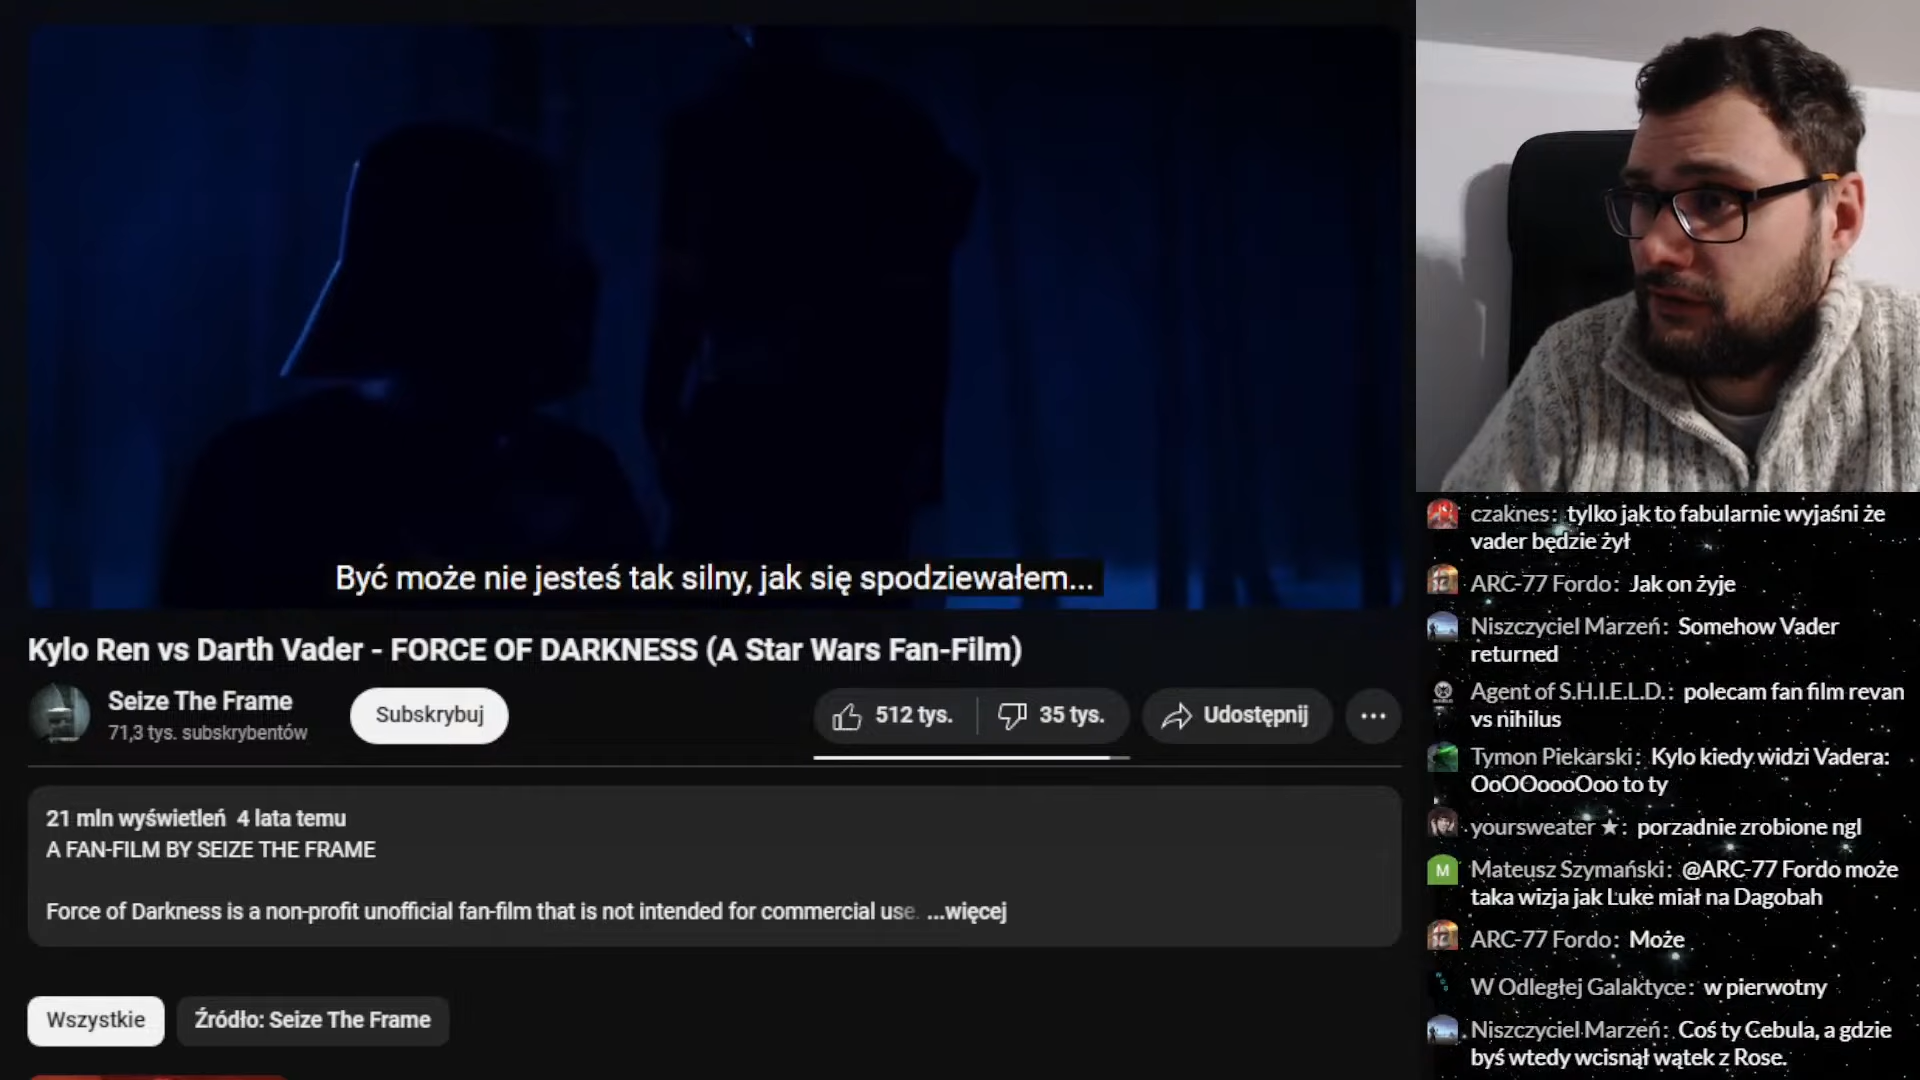 Być może nie jesteś tak silny, jak się spodziewałem...
Kylo Ren vs Darth Vader - FORCE OF DARKNESS (A Star Wars Fan-Film)
Seize The Frame
71,3 tys. subskrybentów
Subskrybuj
512 tys.
35 tys.
Udostępnij
21 mln wyświetleń 4 lata temu
A FAN-FILM BY SEIZE THE FRAME
Force of Darkness is a non-profit unofficial fan-film that is not intended for commercial use. ...więcej
Wszystkie
Źródło: Seize The Frame
czaknes: tylko jak to fabularnie wyjaśni że
vader będzie żył
ARC-77 Fordo: Jak on żyje
Niszczyciel Marzeń: Somehow Vader
returned
Agent of S.H.I.E.L.D.: polecam fan film revan
vs nihilus
Tymon Piekarski: Kylo kiedy widzi Vadera:
OoOOoooOoo to ty
yoursweater ★: porzadnie zrobione ngl
M
Mateusz Szymański: @ARC-77 Fordo może
taka wizja jak Luke miał na Dagobah
ARC-77 Fordo: Może
W Odległej Galaktyce: w pierwotny
Niszczyciel Marzeń: Coś ty Cebula, a gdzie
byś wtedy wcisnął wątek z Rose.